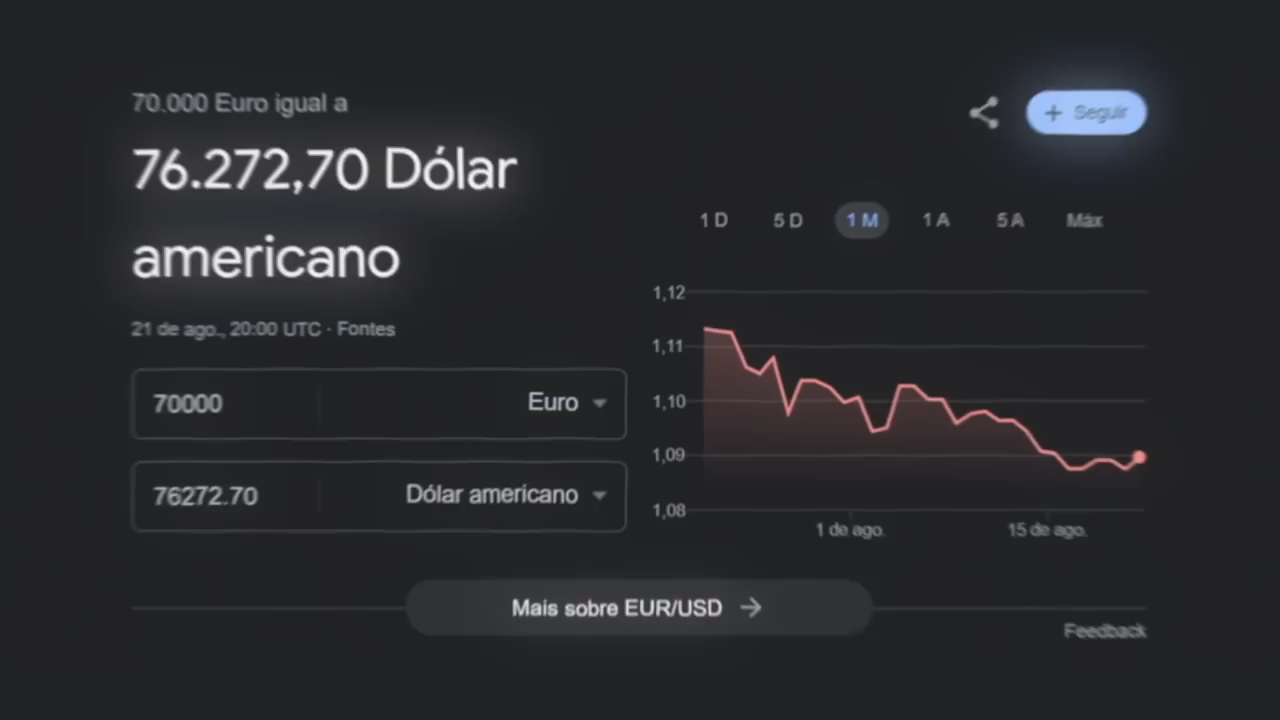 70.000 Euro igual a
76.272,70 Dólar
americano
21 de ago., 20:00 UTC · Fontes
70000 Euro
76272.70 Dólar americano
+ Seguir
1 D 5 D 1 M 1 A 5 A Máx
1,12
1,11
1,10
1,09
1,08
1 de ago. 15 de ago.
Mais sobre EUR/USD →
Feedback